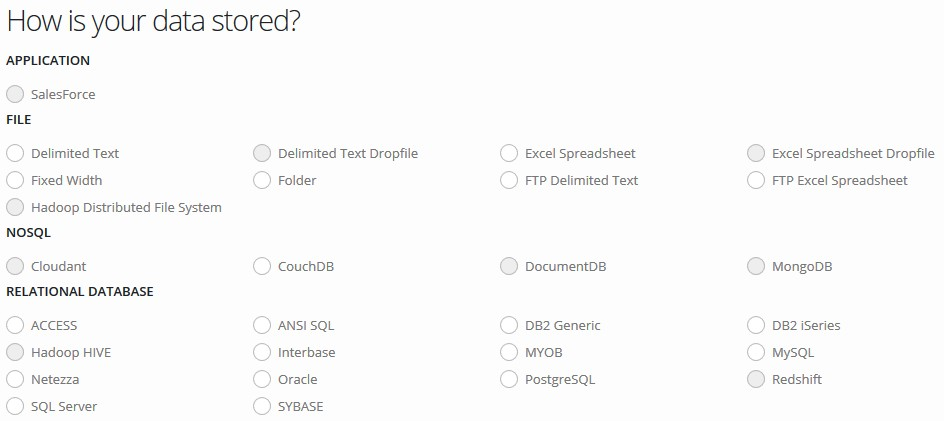 How is your data stored?
APPLICATION
SalesForce
FILE
Delimited Text Delimited Text Dropfile Excel Spreadsheet Excel Spreadsheet Dropfile
Fixed Width Folder FTP Delimited Text FTP Excel Spreadsheet
Hadoop Distributed File System
NOSQL
Cloudant CouchDB DocumentDB MongoDB
RELATIONAL DATABASE
ACCESS ANSI SQL DB2 Generic DB2 iSeries
Hadoop HIVE Interbase MYOB MySQL
Netezza Oracle PostgreSQL Redshift
SQL Server SYBASE